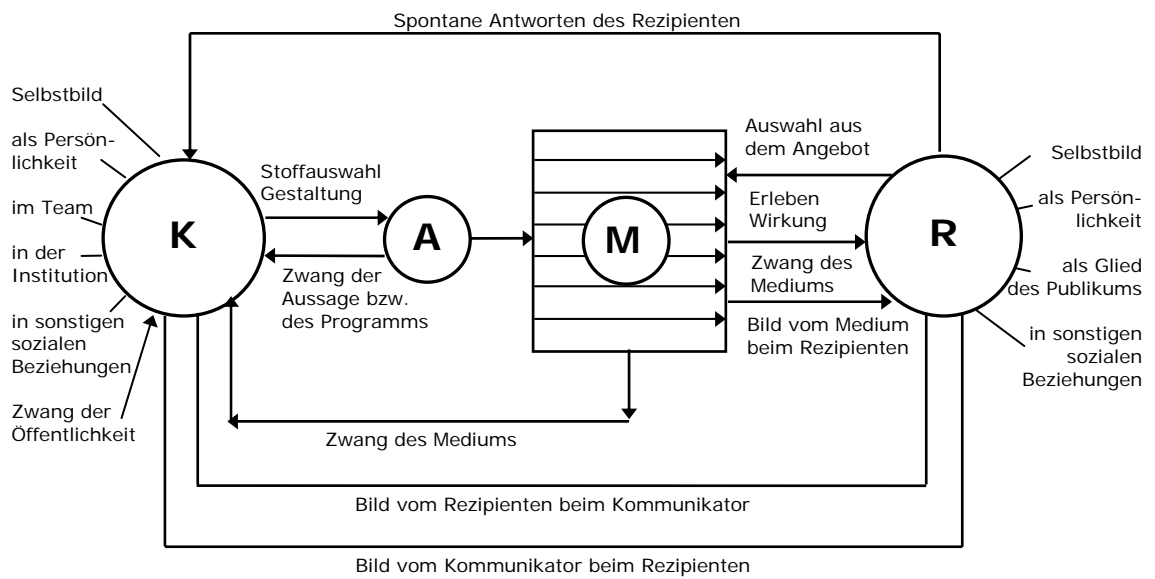 Spontane Antworten des Rezipienten
Selbstbild
als Persön-
lichkeit
im Team
in der
Institution
in sonstigen
sozialen
Beziehungen
Zwang der
Öffentlichkeit
K
Stoffauswahl
Gestaltung
Zwang der
Aussage bzw.
des Programms
A
M
Auswahl aus
dem Angebot
Erleben
Wirkung
Zwang des
Mediums
Bild vom Medium
beim Rezipienten
R
Selbstbild
als Persön-
lichkeit
als Glied
des Publikums
in sonstigen
sozialen
Beziehungen
Zwang des Mediums
Bild vom Rezipienten beim Kommunikator
Bild vom Kommunikator beim Rezipienten